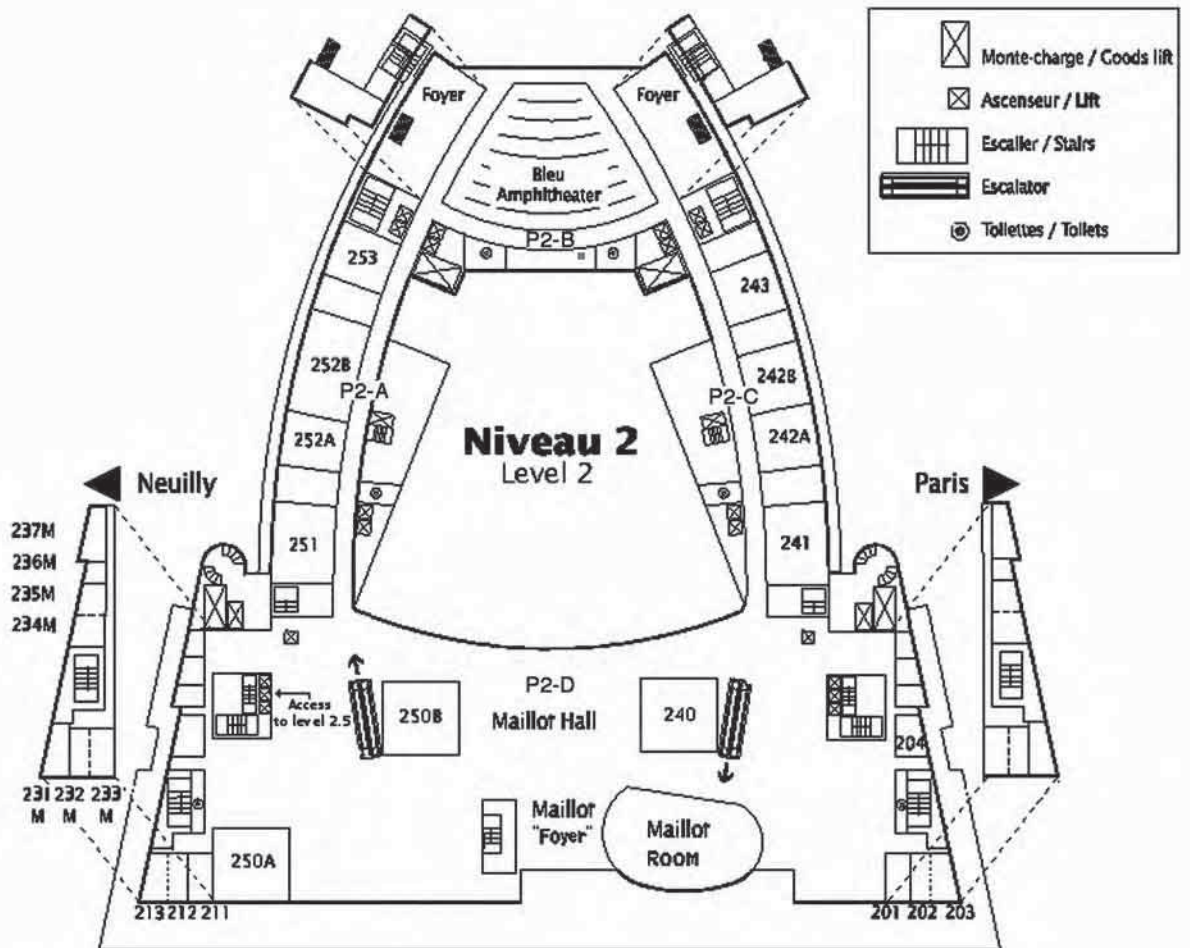 Monte-charge / Goods lift
Ascenseur / Lift
Escalier / Stairs
Escalator
Toilettes / Toilets
Foyer
Foyer
Bleu
Amphitheater
P2-B
253
243
252B
242B
P2-A
P2-C
252A
242A
Niveau 2
Level 2
Neuilly
Paris
237M
236M
235M
234M
251
241
P2-D
Maillot Hall
250B
240
Access
to level 2.5
204
231
M
232
M
233
M
Maillot
"Foyer"
Maillot
ROOM
250A
213
212
211
201
202
203